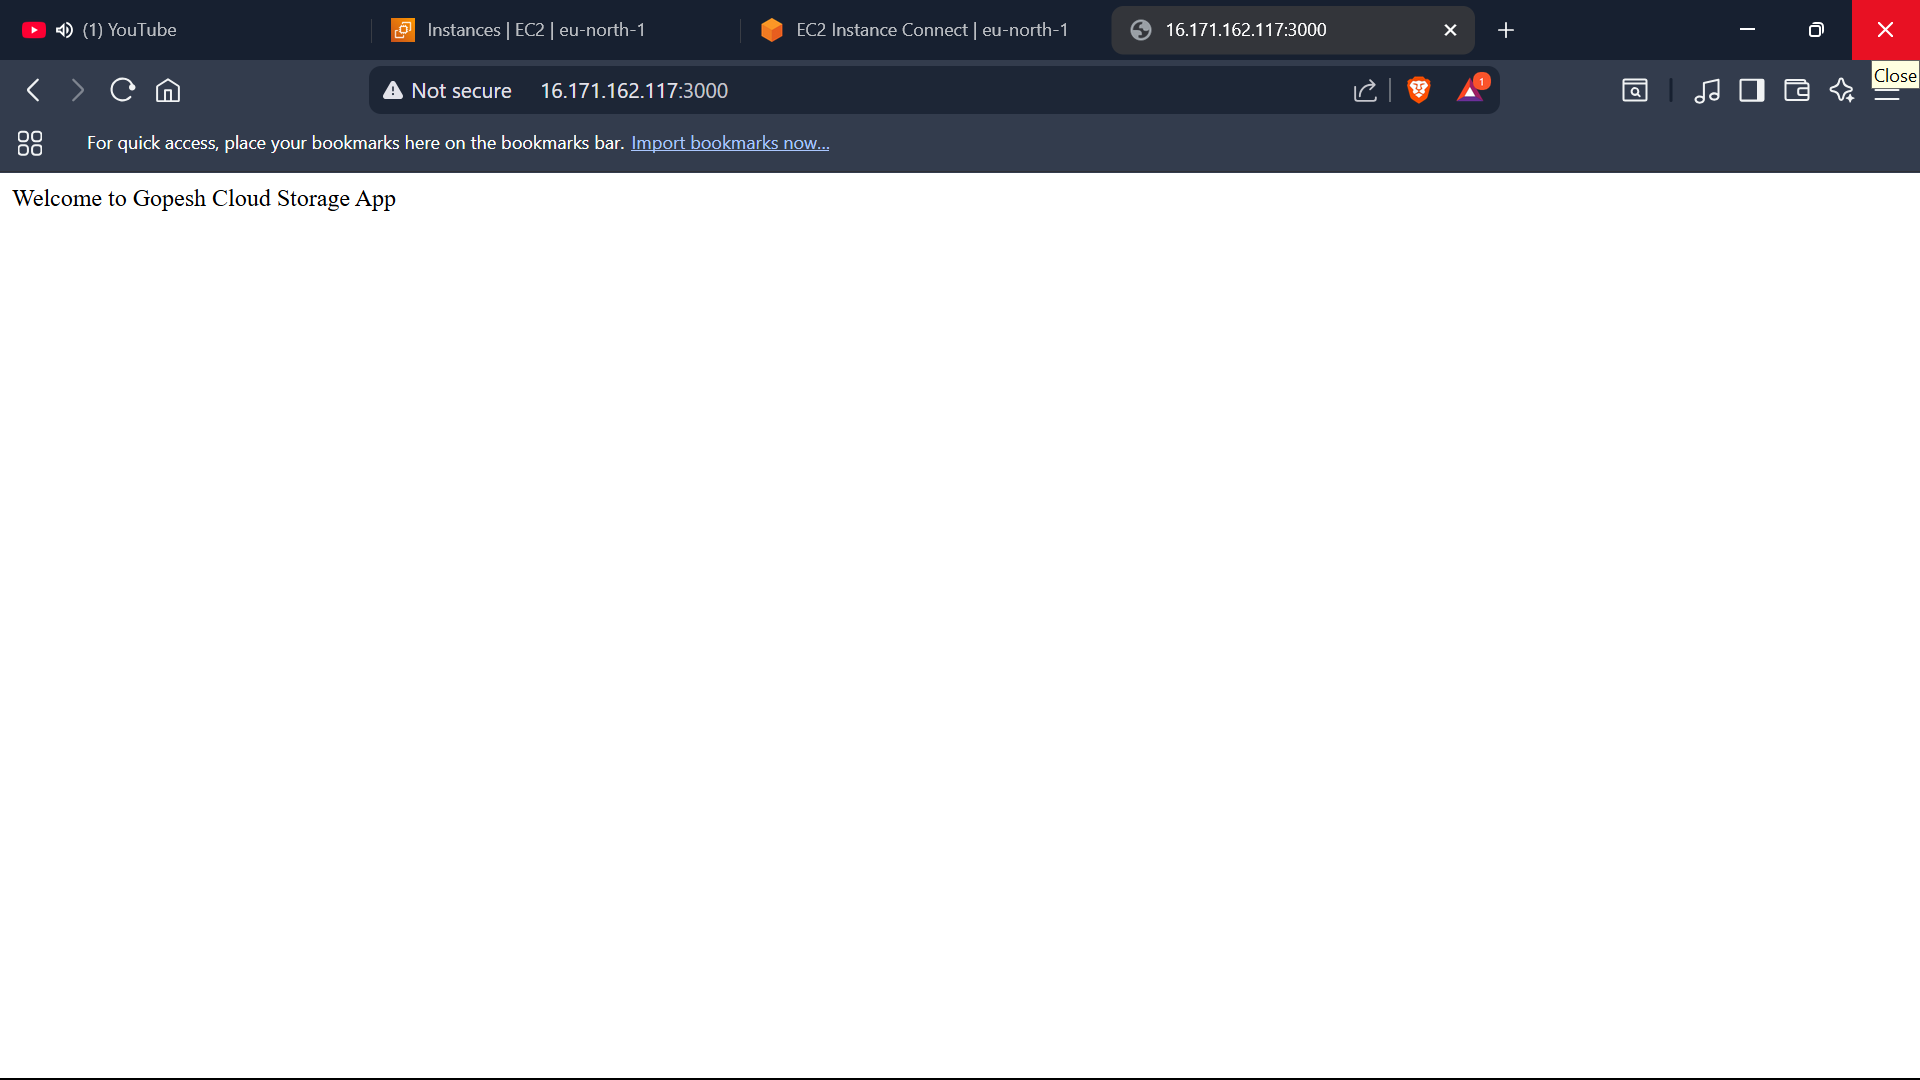 (1) YouTube
Instances | EC2 | eu-north-1
EC2 Instance Connect | eu-north-1
16.171.162.117:3000
Not secure
16.171.162.117:3000
1
Close
For quick access, place your bookmarks here on the bookmarks bar. Import bookmarks now...
Welcome to Gopesh Cloud Storage App